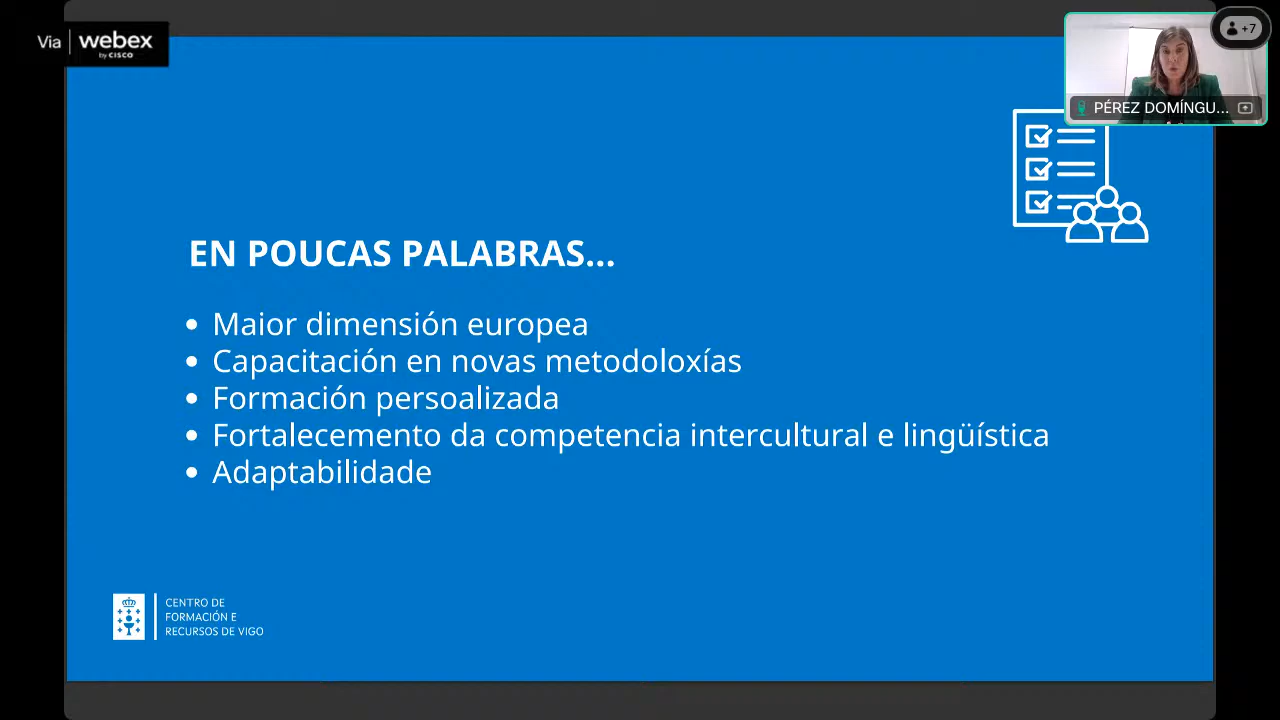 Via webex
by CISCO
+7
PÉREZ DOMÍNGU...
EN POUCAS PALABRAS...
• Maior dimensión europea
• Capacitación en novas metodoloxías
• Formación persoalizada
• Fortalecemento da competencia intercultural e lingüística
• Adaptabilidade
CENTRO DE
FORMACIÓN E
RECURSOS DE VIGO